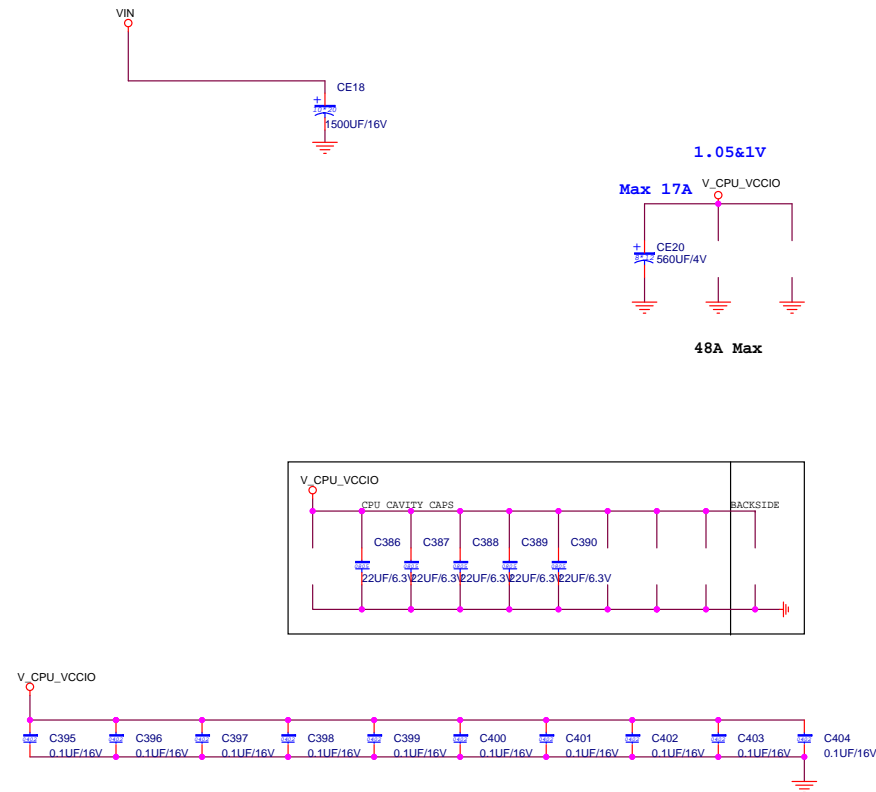 VIN
CE18
+
10*20
1500UF/16V
1.05&1V
Max 17A
V_CPU_VCCIO
+
CE20
8*12
560UF/4V
48A Max
V_CPU_VCCIO
CPU CAVITY CAPS
BACKSIDE
C386 C387 C388 C389 C390
22UF/6.3V 22UF/6.3V 22UF/6.3V 22UF/6.3V 22UF/6.3V
V_CPU_VCCIO
C395 C396 C397 C398 C399 C400 C401 C402 C403 C404
0.1UF/16V 0.1UF/16V 0.1UF/16V 0.1UF/16V 0.1UF/16V 0.1UF/16V 0.1UF/16V 0.1UF/16V 0.1UF/16V 0.1UF/16V